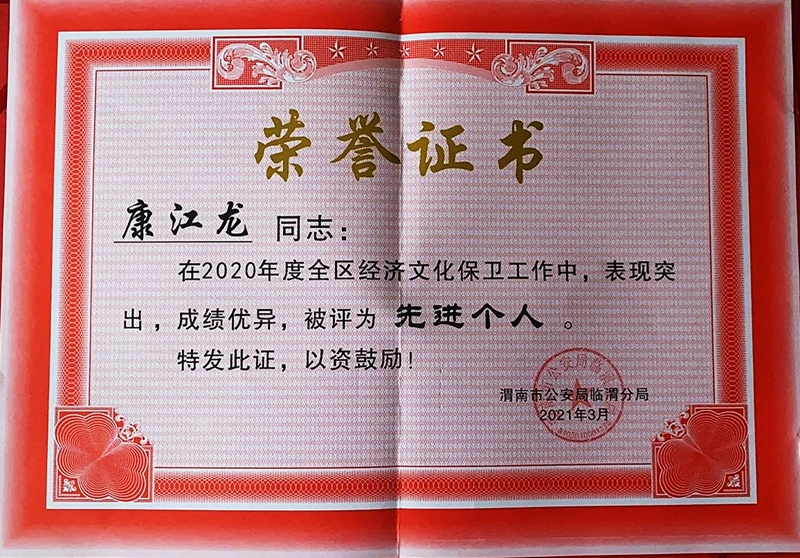 荣誉证书
康江龙 同志：
在2020年度全区经济文化保卫工作中，表现突
出，成绩优异，被评为 先进个人 。
特发此证，以资鼓励！
渭南市公安局临渭分局
2021年3月